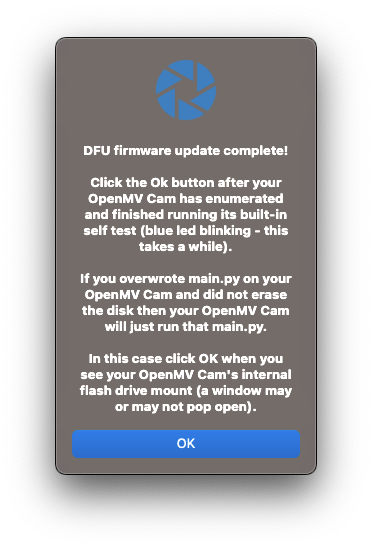 DFU firmware update complete!
Click the Ok button after your
OpenMV Cam has enumerated
and finished running its built-in
self test (blue led blinking - this
takes a while).
If you overwrote main.py on your
OpenMV Cam and did not erase
the disk then your OpenMV Cam
will just run that main.py.
In this case click OK when you
see your OpenMV Cam's internal
flash drive mount (a window may
or may not pop open).
OK